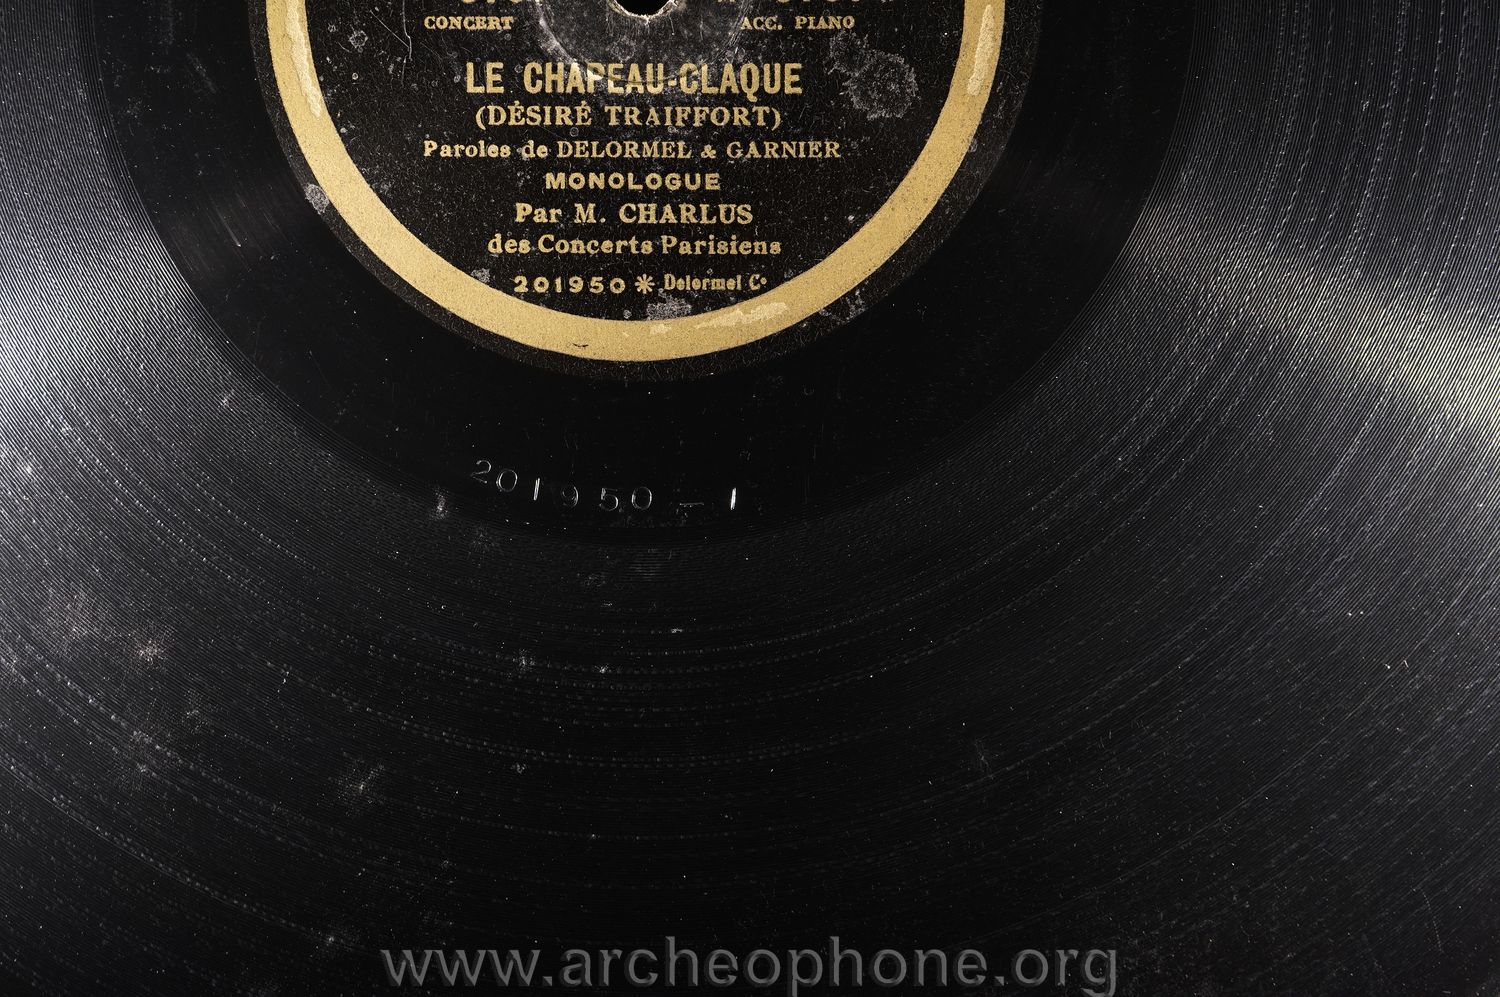 CONCERT ACC. PIANO
LE CHAPEAU-CLAQUE
(DÉSIRÉ TRAIFFORT)
Paroles de DELORMEL & GARNIER
MONOLOGUE
Par M. CHARLUS
des Concerts Parisiens
201950 * Delormel Cº
201950 - 1
www.archeophone.org